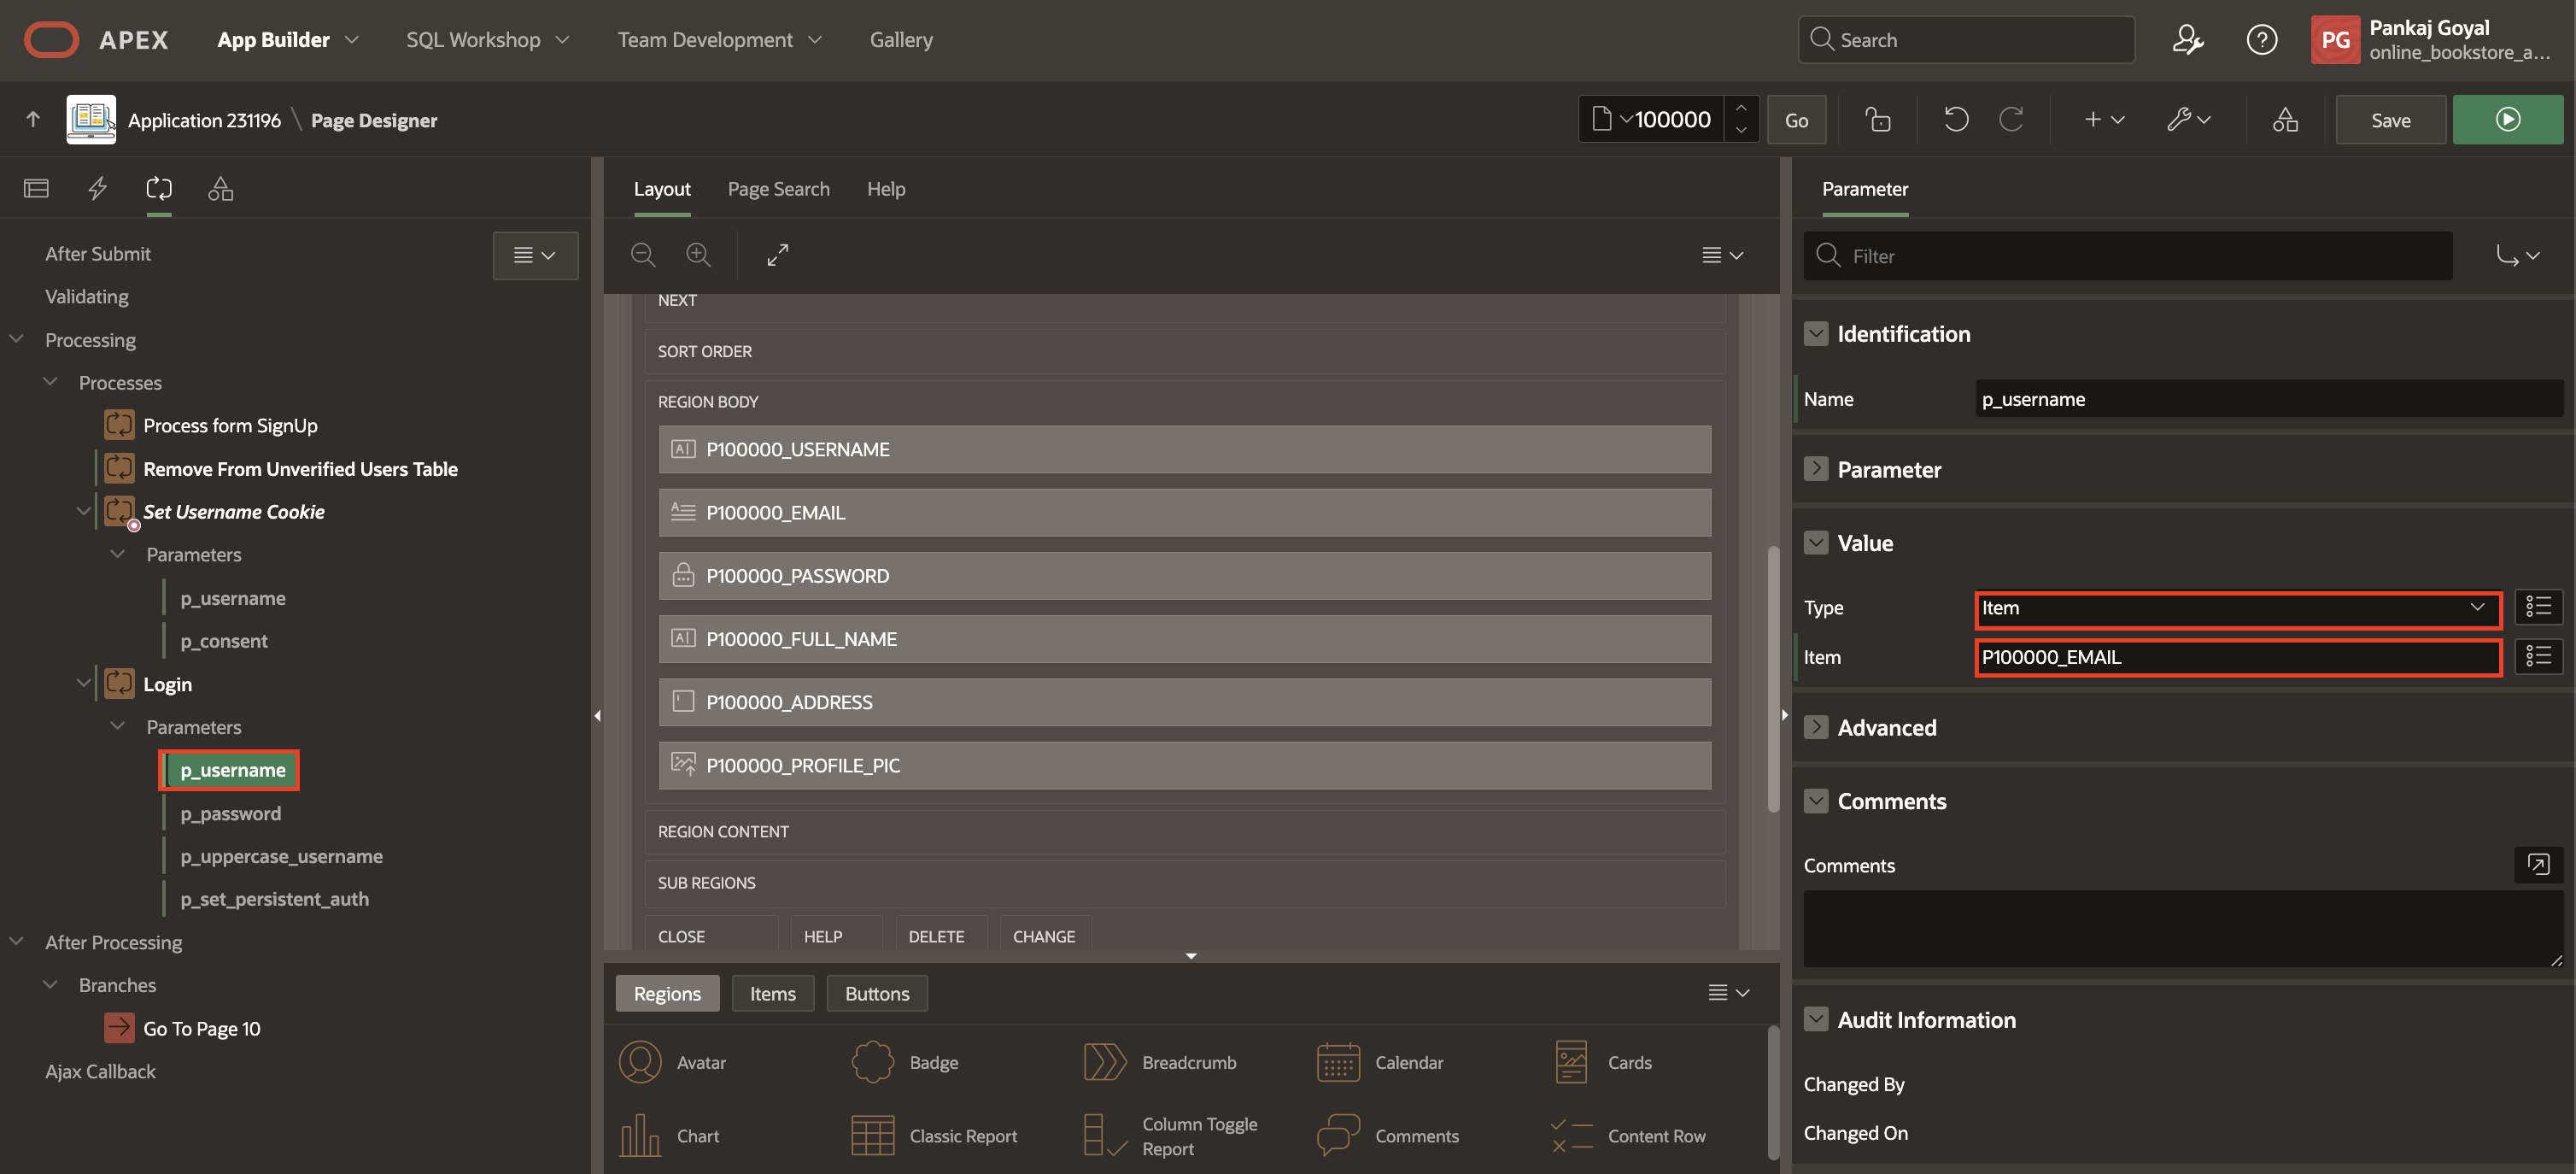 APEX App Builder SQL Workshop Team Development Gallery Search PG Pankaj Goyal
online_bookstore_a...
Application 231196 \ Page Designer 100000 Go Save
Layout Page Search Help
Parameter
After Submit
Validating
Processing
Processes
Process form SignUp
Remove From Unverified Users Table
Set Username Cookie
Parameters
p_username
p_consent
Login
Parameters
p_username
p_password
p_uppercase_username
p_set_persistent_auth
After Processing
Branches
Go To Page 10
Ajax Callback
NEXT
SORT ORDER
REGION BODY
P100000_USERNAME
P100000_EMAIL
P100000_PASSWORD
P100000_FULL_NAME
P100000_ADDRESS
P100000_PROFILE_PIC
REGION CONTENT
SUB REGIONS
CLOSE HELP DELETE CHANGE
Regions Items Buttons
Avatar Badge Breadcrumb Calendar Cards
Chart Classic Report Column Toggle Report Comments Content Row
Filter
Identification
Name p_username
Parameter
Value
Type Item
Item P100000_EMAIL
Advanced
Comments
Comments
Audit Information
Changed By
Changed On